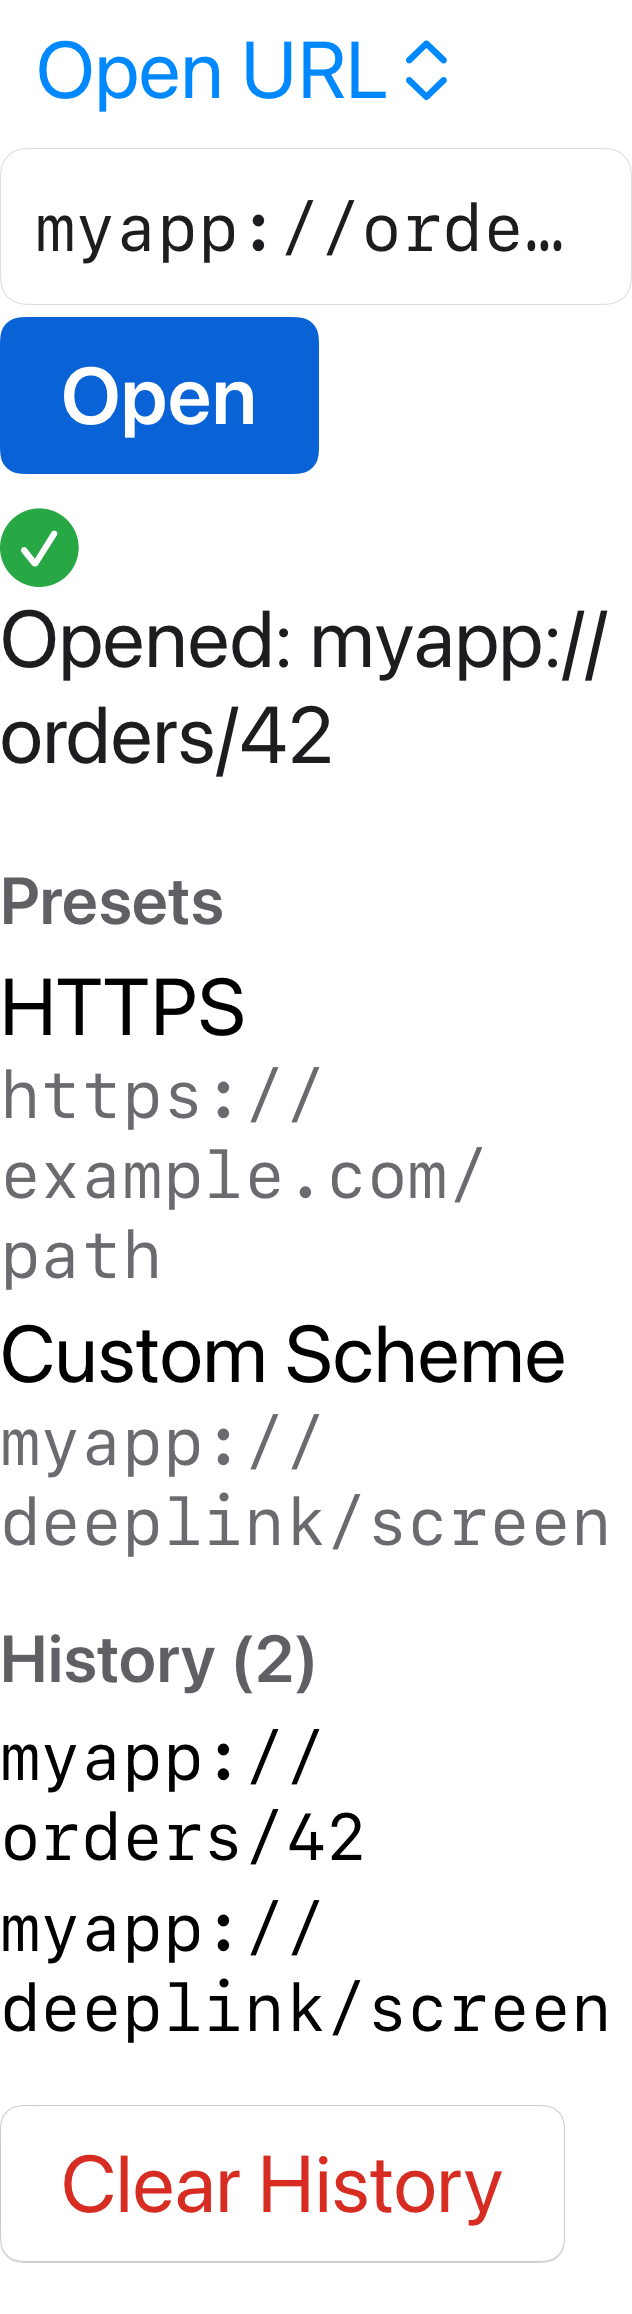 Open URL
myapp://orde…
Open
Opened: myapp://
orders/42
Presets
HTTPS
https://
example.com/
path
Custom Scheme
myapp://
deeplink/screen
History (2)
myapp://
orders/42
myapp://
deeplink/screen
Clear History